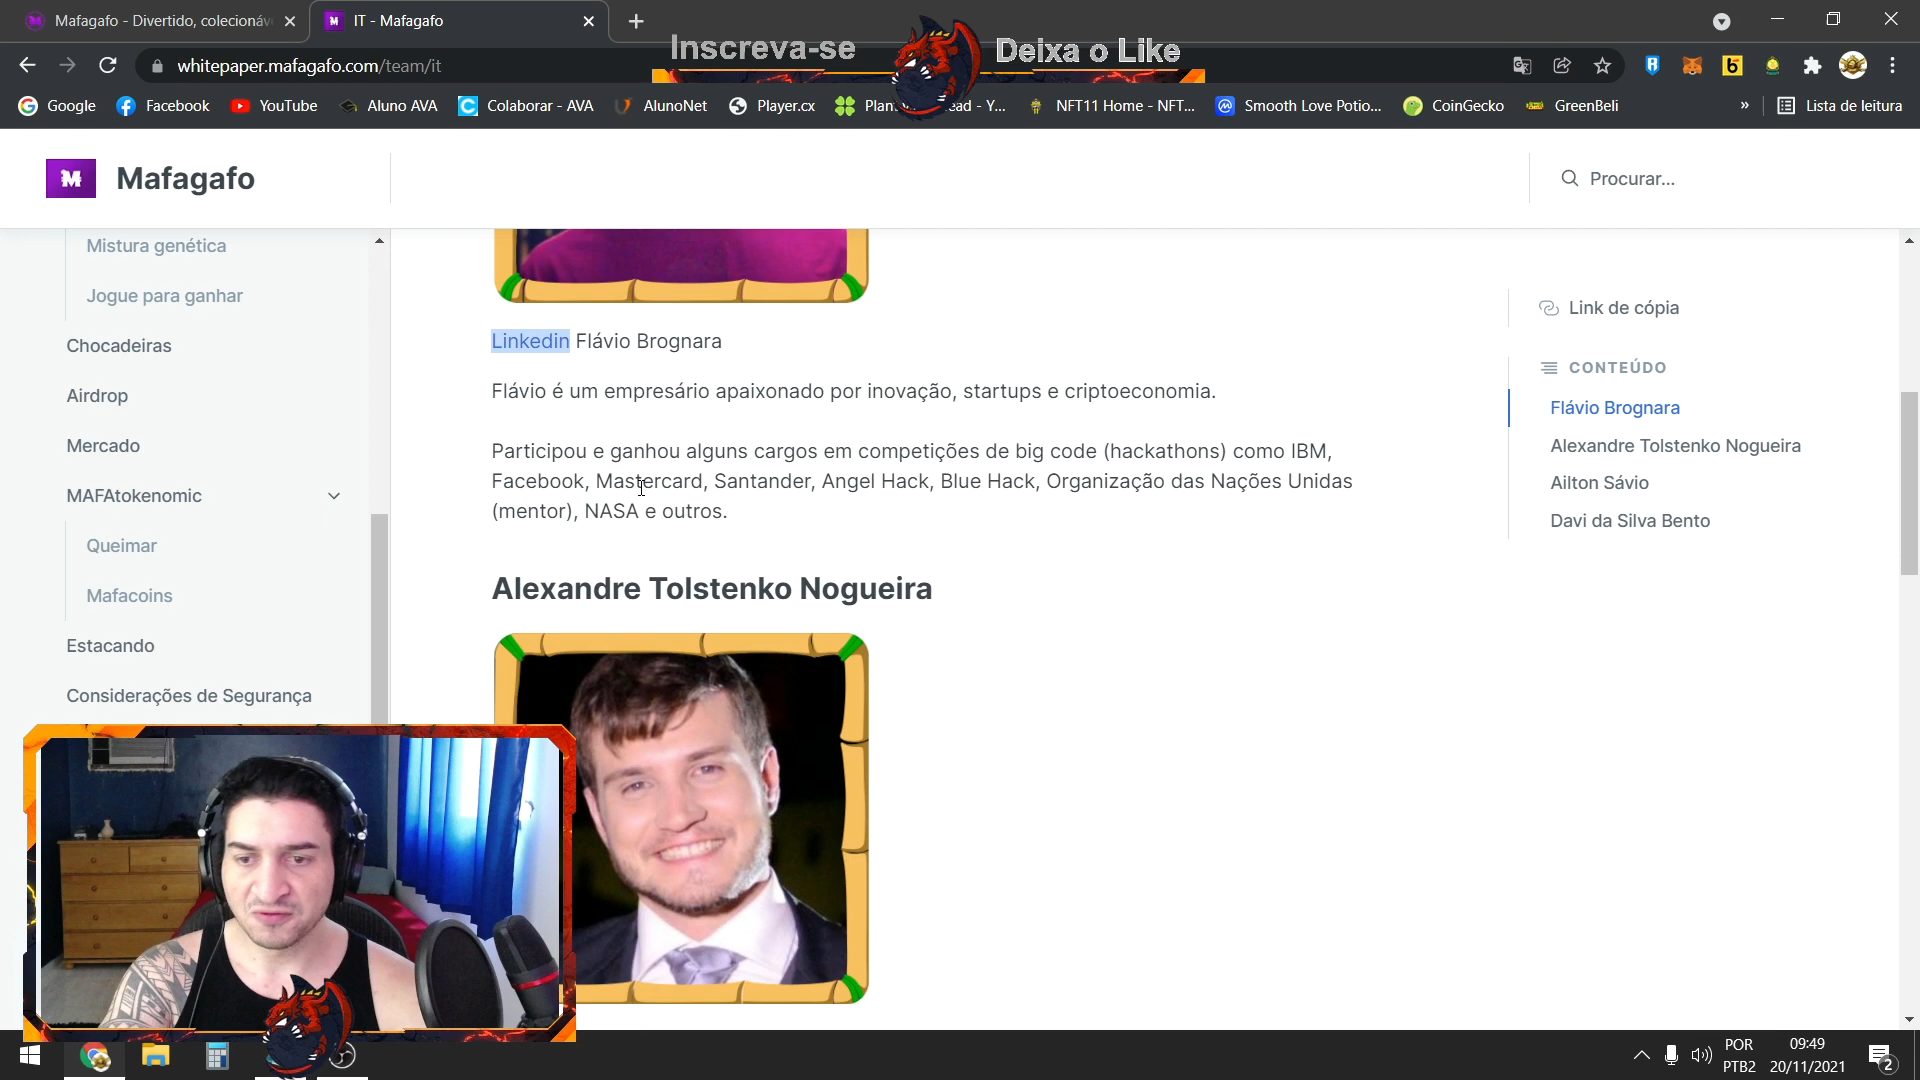 Mafagafo - Divertido, colecionáv
IT - Mafagafo
Inscreva-se
Deixa o Like
whitepaper.mafagafo.com/team/it
Google
Facebook
YouTube
Aluno AVA
Colaborar - AVA
AlunoNet
Player.cx
ead - Y...
NFT11 Home - NFT...
Smooth Love Potio...
CoinGecko
GreenBeli
»
Lista de leitura
M
Mafagafo
Procurar...
Mistura genética
Jogue para ganhar
Chocadeiras
Airdrop
Mercado
MAFAtokenomic
Queimar
Mafacoins
Estacando
Considerações de Segurança
Linkedin Flávio Brognara
Flávio é um empresário apaixonado por inovação, startups e criptoeconomia.
Participou e ganhou alguns cargos em competições de big code (hackathons) como IBM,
Facebook, Mastercard, Santander, Angel Hack, Blue Hack, Organização das Nações Unidas
(mentor), NASA e outros.
Alexandre Tolstenko Nogueira
Link de cópia
CONTEÚDO
Flávio Brognara
Alexandre Tolstenko Nogueira
Ailton Sávio
Davi da Silva Bento
POR
PTB2
09:49
20/11/2021
2